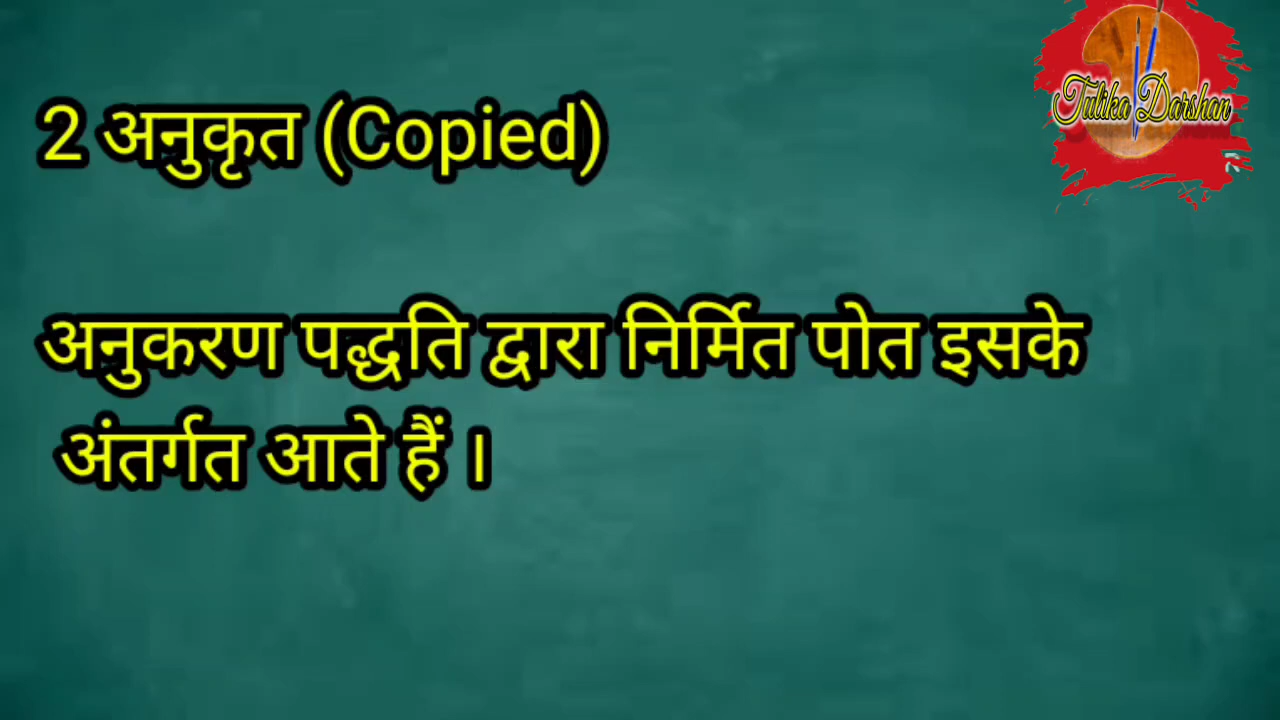 Tulika Darshan
2 अनुकृत (Copied)
अनुकरण पद्धति द्वारा निर्मित पोत इसके
अंतर्गत आते हैं ।